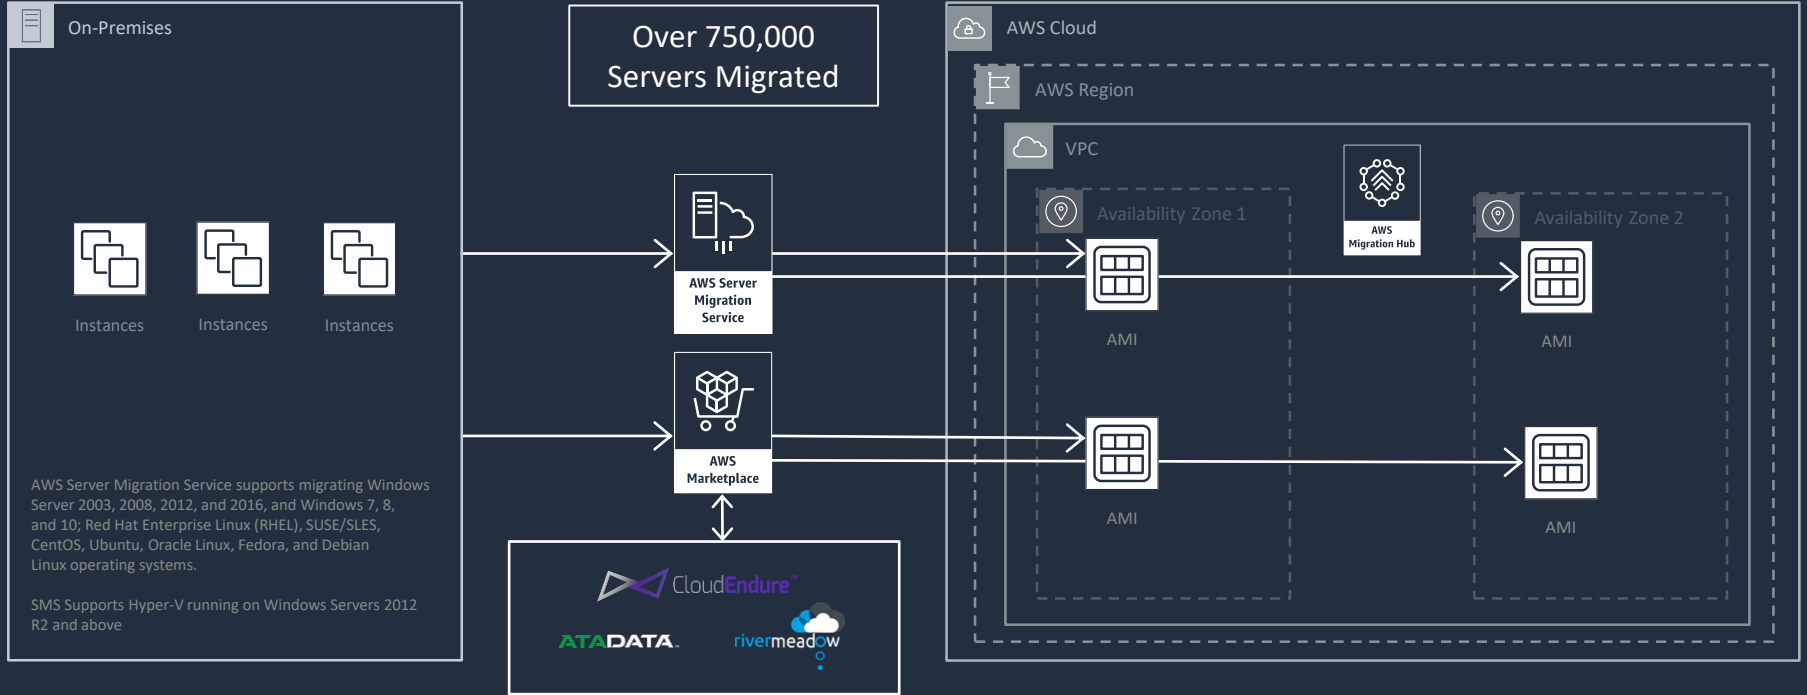 On-Premises
Instances
Instances
Instances
AWS Server Migration Service supports migrating Windows
Server 2003, 2008, 2012, and 2016, and Windows 7, 8,
and 10; Red Hat Enterprise Linux (RHEL), SUSE/SLES,
CentOS, Ubuntu, Oracle Linux, Fedora, and Debian
Linux operating systems.
SMS Supports Hyper-V running on Windows Servers 2012
R2 and above
Over 750,000
Servers Migrated
AWS Server
Migration
Service
AWS
Marketplace
CloudEndure™
ATADATA
rivermeadow
AWS Cloud
AWS Region
VPC
Availability Zone 1
AMI
AMI
AWS
Migration Hub
Availability Zone 2
AMI
AMI